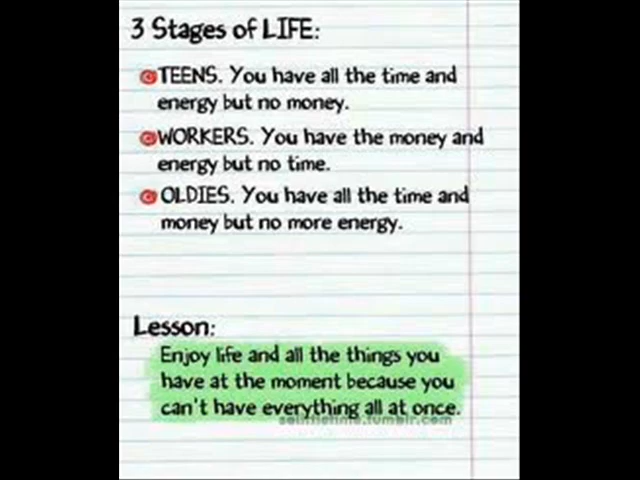 3 Stages of LIFE:
TEENS. You have all the time and
energy but no money.
WORKERS. You have the money and
energy but no time.
OLDIES. You have all the time and
money but no more energy.
Lesson:
Enjoy life and all the things you
have at the moment because you
can't have everything all at once.